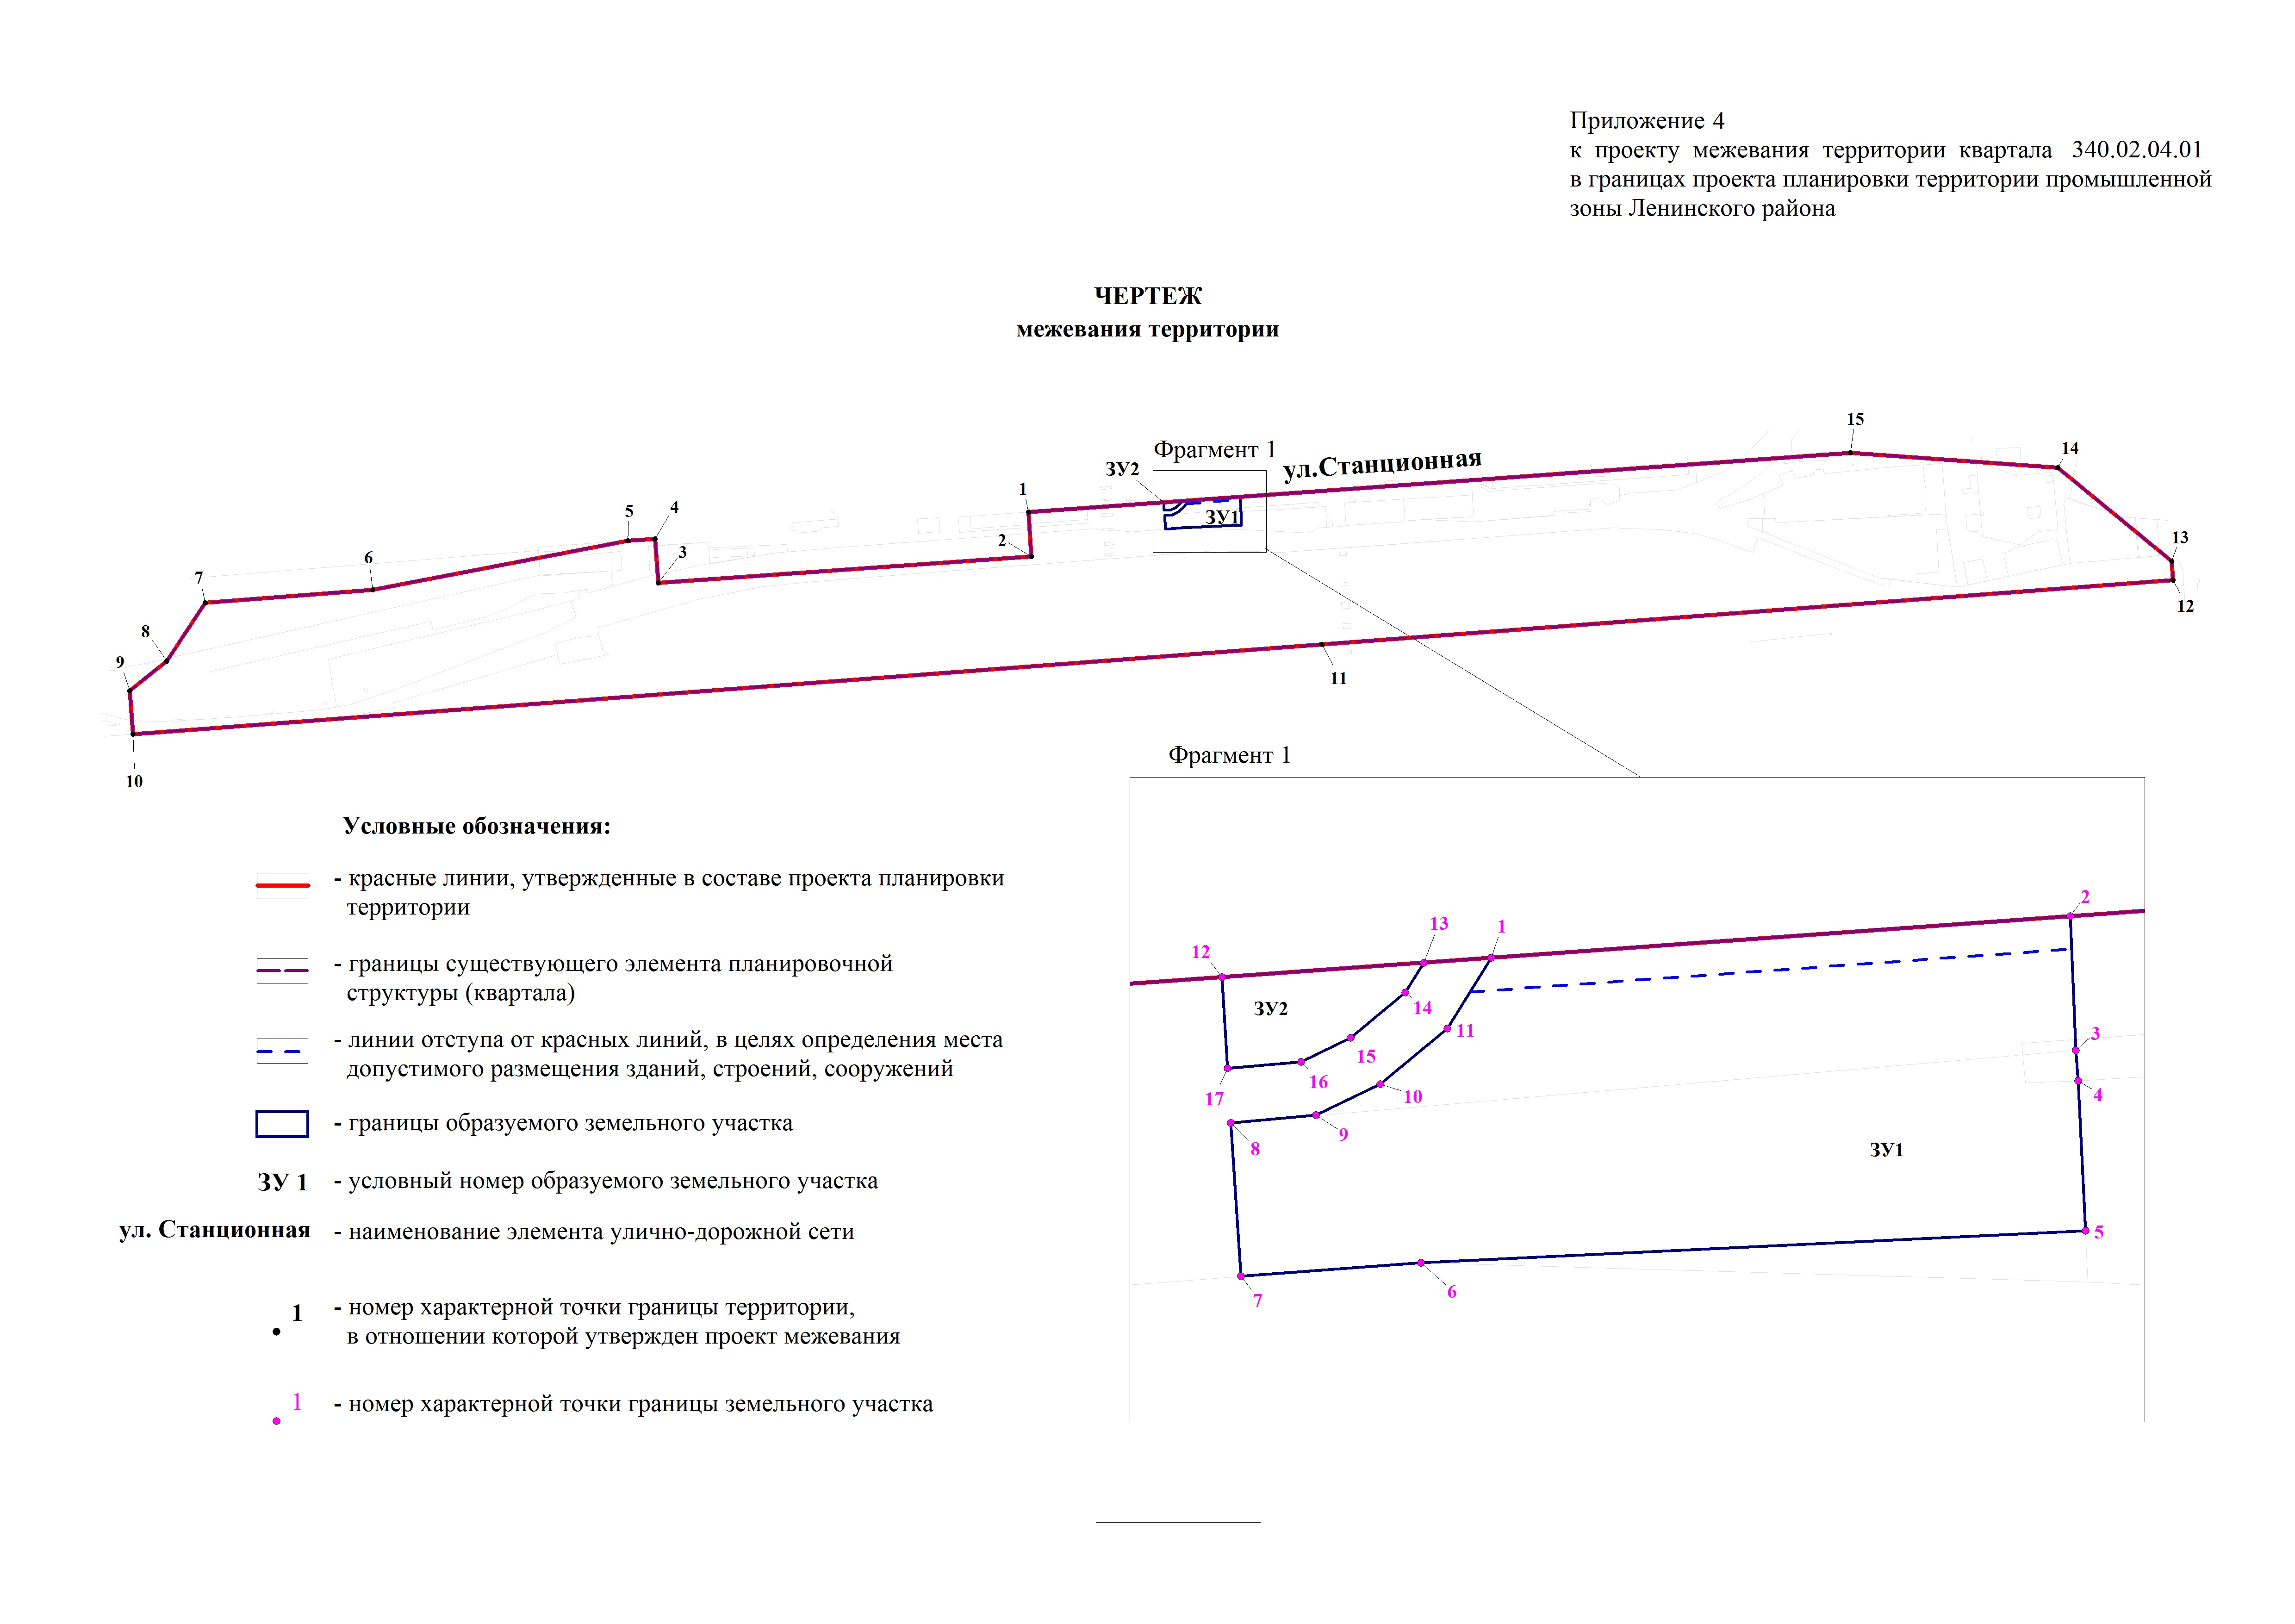 Приложение 4
к проекту межевания территории квартала 340.02.04.01
в границах проекта планировки территории промышленной
зоны Ленинского района
ЧЕРТЕЖ
межевания территории
15
14
Фрагмент 1
ул.Станционная
ЗУ2
1
5
4
ЗУ1
2
3
13
6
7
12
8
9
11
10
Фрагмент 1
Условные обозначения:
- красные линии, утвержденные в составе проекта планировки
территории
- границы существующего элемента планировочной
структуры (квартала)
- линии отступа от красных линий, в целях определения места
допустимого размещения зданий, строений, сооружений
- границы образуемого земельного участка
ЗУ 1 - условный номер образуемого земельного участка
ул. Станционная - наименование элемента улично-дорожной сети
1 - номер характерной точки границы территории,
в отношении которой утвержден проект межевания
1 - номер характерной точки границы земельного участка
2
13
1
12
ЗУ2
14
11
3
15
16
10
4
17
9
8
ЗУ1
5
6
7